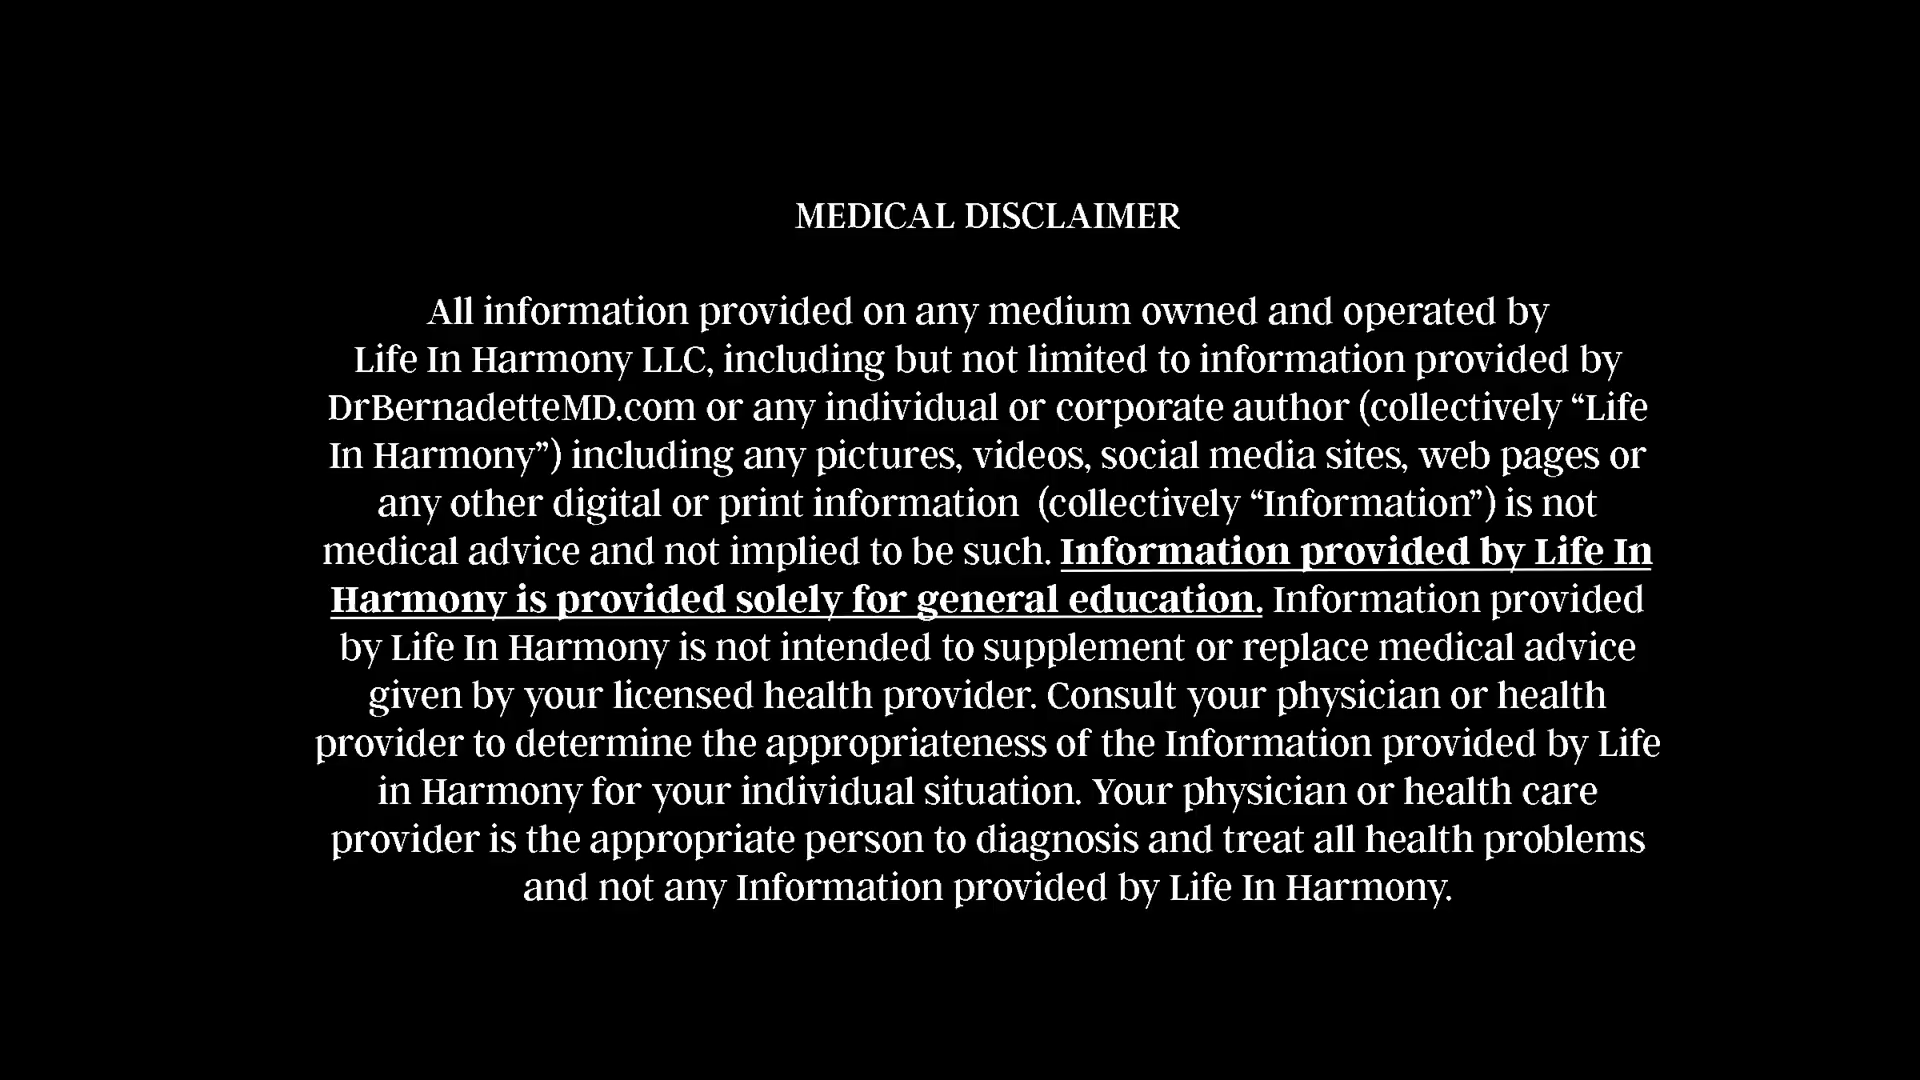 MEDICAL DISCLAIMER
All information provided on any medium owned and operated by
Life In Harmony LLC, including but not limited to information provided by
DrBernadetteMD.com or any individual or corporate author (collectively “Life
In Harmony”) including any pictures, videos, social media sites, web pages or
any other digital or print information  (collectively “Information”) is not
medical advice and not implied to be such. Information provided by Life In
Harmony is provided solely for general education. Information provided
by Life In Harmony is not intended to supplement or replace medical advice
given by your licensed health provider. Consult your physician or health
provider to determine the appropriateness of the Information provided by Life
in Harmony for your individual situation. Your physician or health care
provider is the appropriate person to diagnosis and treat all health problems
and not any Information provided by Life In Harmony.